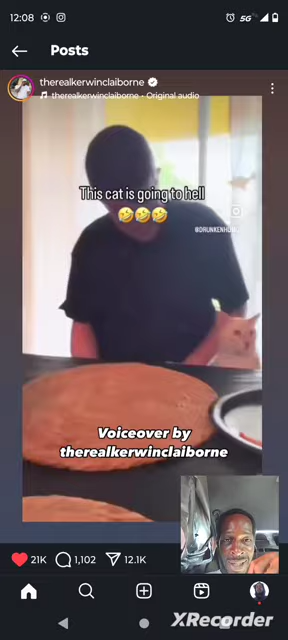 12:08
5G
Posts
therealkerwinclaiborne
therealkerwinclaiborne • Original audio
This cat is going to hell
🤣🤣🤣
Voiceover by
therealkerwinclaiborne
21K 1,102 12.1K
XRecorder